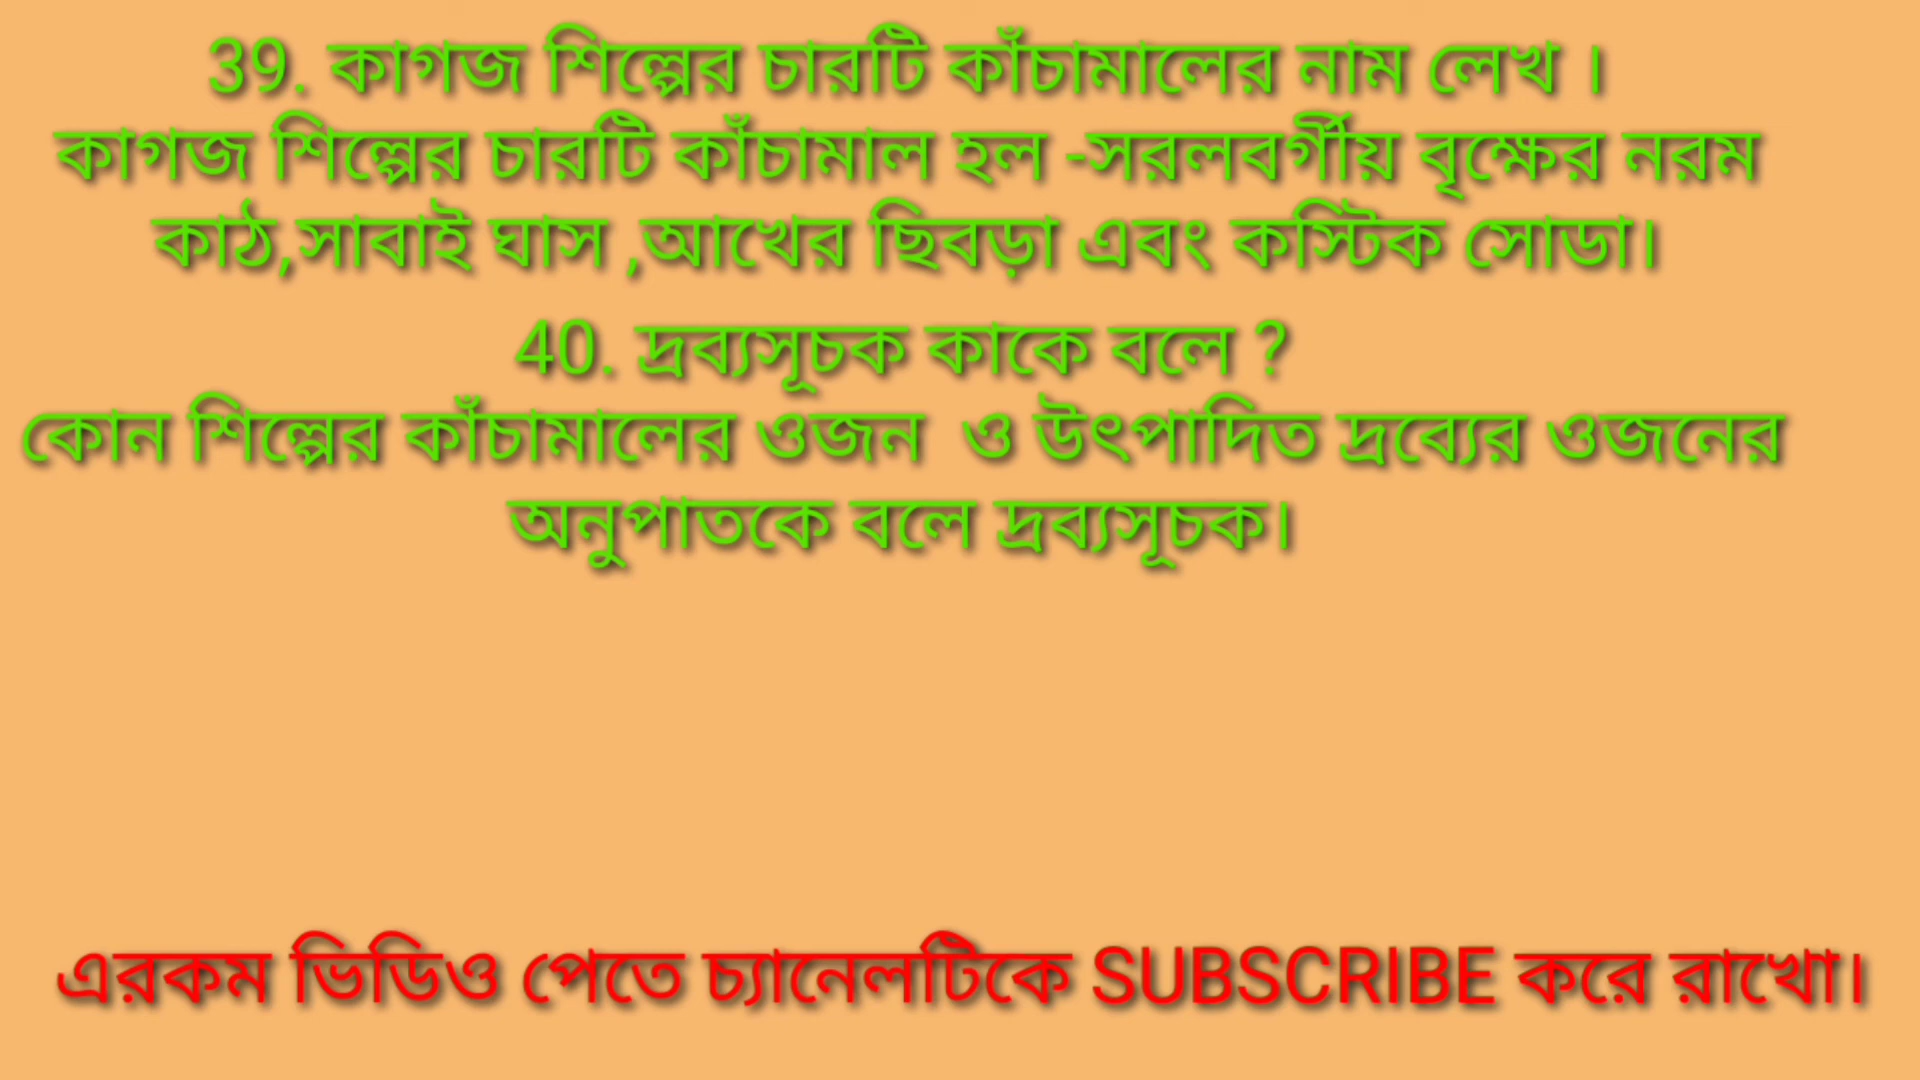 39. কাগজ শিল্পের চারটি কাঁচামালের নাম লেখ ।
কাগজ শিল্পের চারটি কাঁচামাল হল -সরলবর্গীয় বৃক্ষের নরম
কাঠ,সাবাই ঘাস ,আখের ছিবড়া এবং কস্টিক সোডা।
40. দ্রব্যসূচক কাকে বলে ?
কোন শিল্পের কাঁচামালের ওজন ও উৎপাদিত দ্রব্যের ওজনের
অনুপাতকে বলে দ্রব্যসূচক।
এরকম ভিডিও পেতে চ্যানেলটিকে SUBSCRIBE করে রাখো।